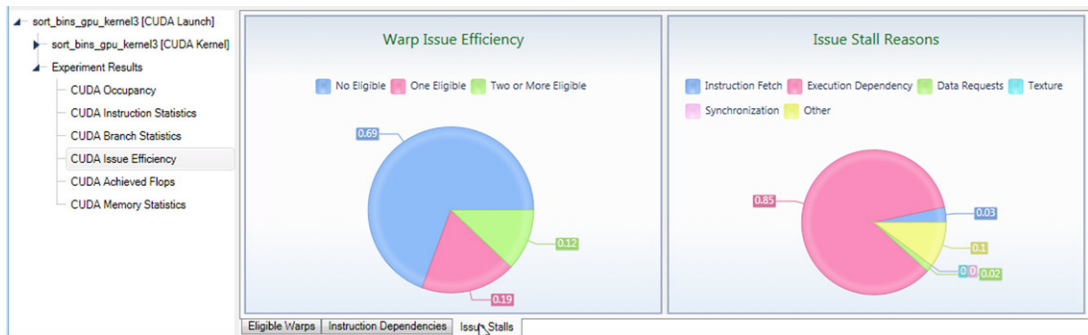 sort_bins_gpu_kernel3 [CUDA Launch]
sort_bins_gpu_kernel3 [CUDA Kernel]
Experiment Results
CUDA Occupancy
CUDA Instruction Statistics
CUDA Branch Statistics
CUDA Issue Efficiency
CUDA Achieved Flops
CUDA Memory Statistics
Warp Issue Efficiency
No Eligible One Eligible Two or More Eligible
0.69
0.12
0.19
Issue Stall Reasons
Instruction Fetch Execution Dependency Data Requests Texture
Synchronization Other
0.85
0.03
0.1
0 0 0.02
Eligible Warps Instruction Dependencies Issue Stalls